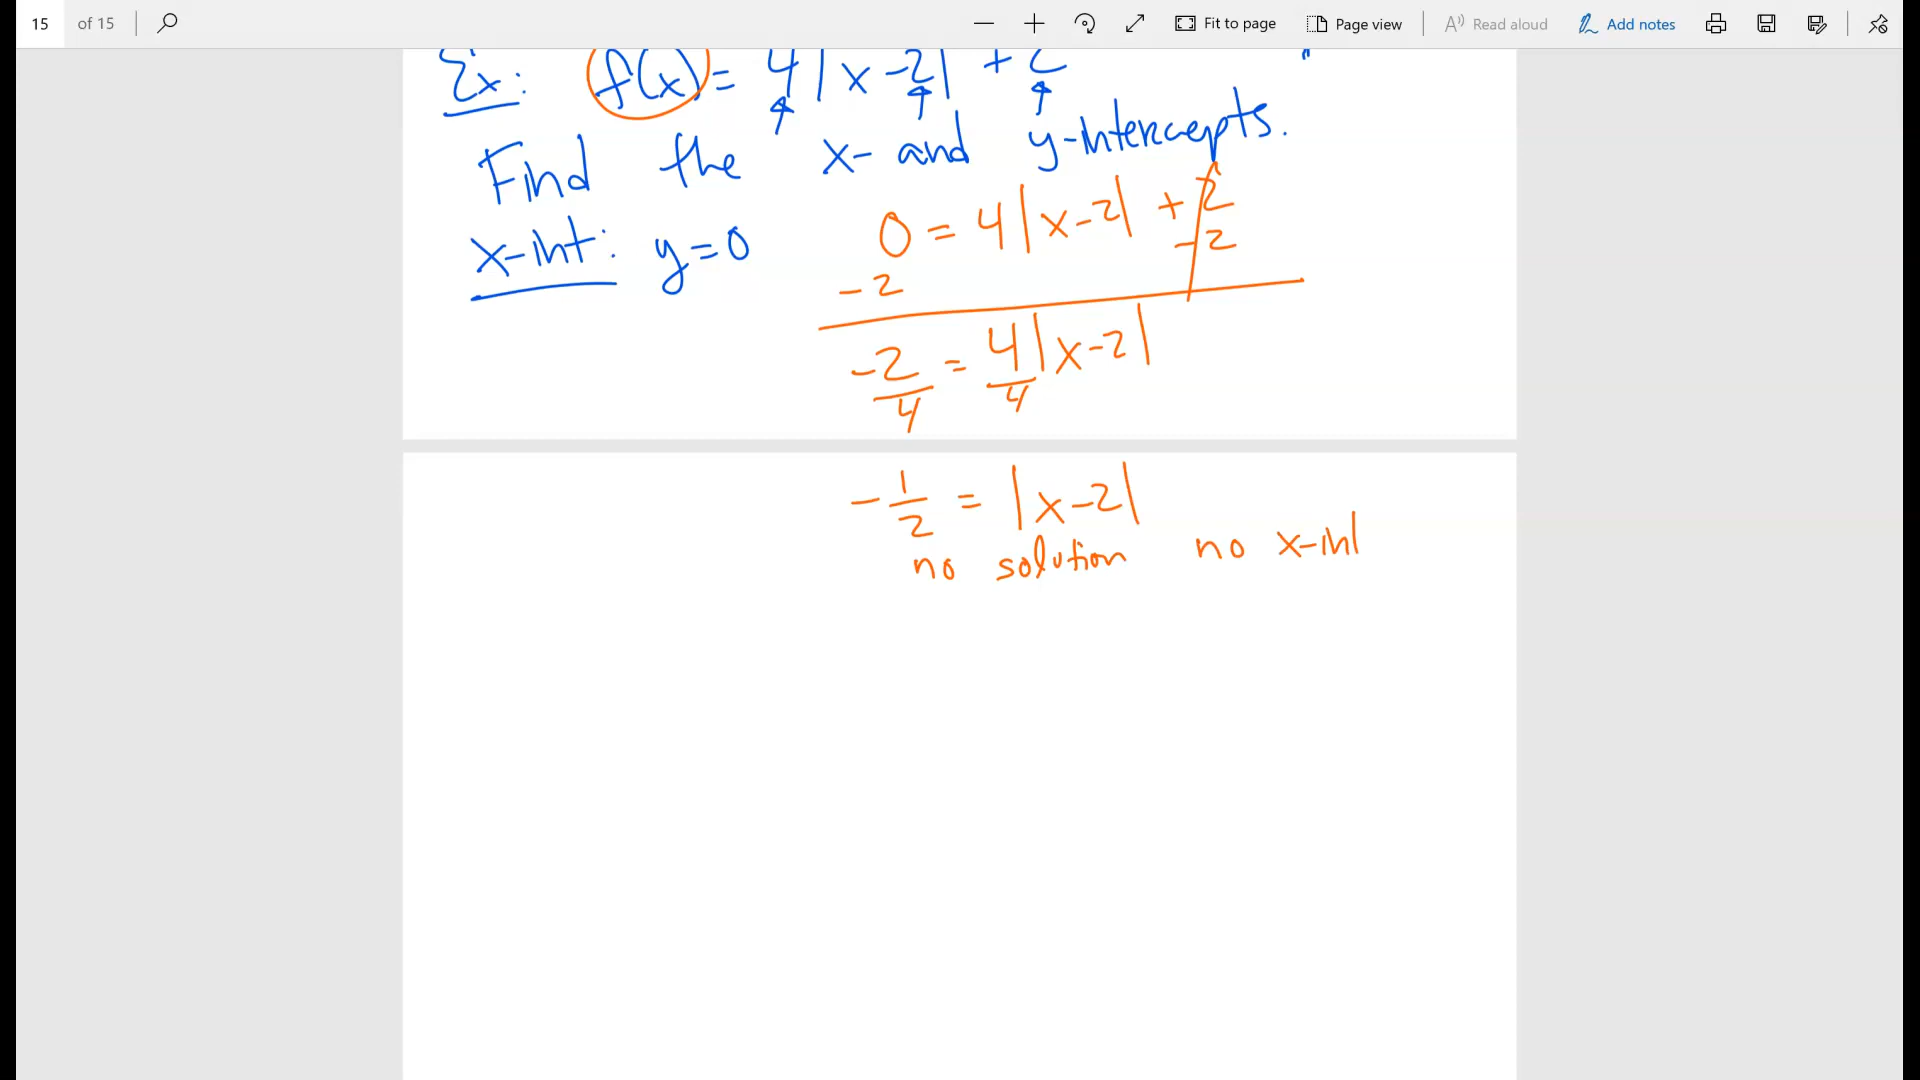 15 of 15 Fit to page Page view Read aloud Add notes
Ex: f(x) = 4|x-2| + 2
Find the x- and y-intercepts.
x-int: y=0
0 = 4|x-2| + 2
-2 -2
-2/4 = 4/4|x-2|
-1/2 = |x-2|
no solution no x-int